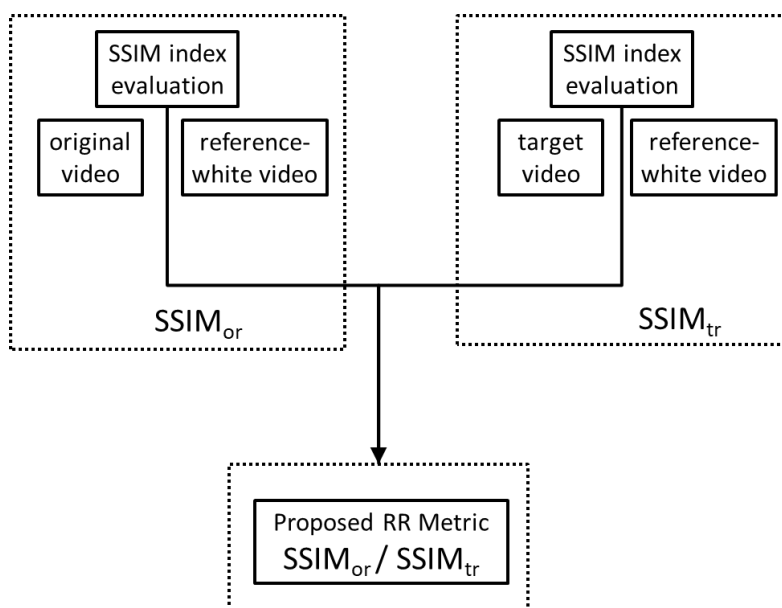 SSIM index
evaluation
original
video
reference-
white video
SSIMor
SSIM index
evaluation
target
video
reference-
white video
SSIMtr
Proposed RR Metric
SSIMor / SSIMtr